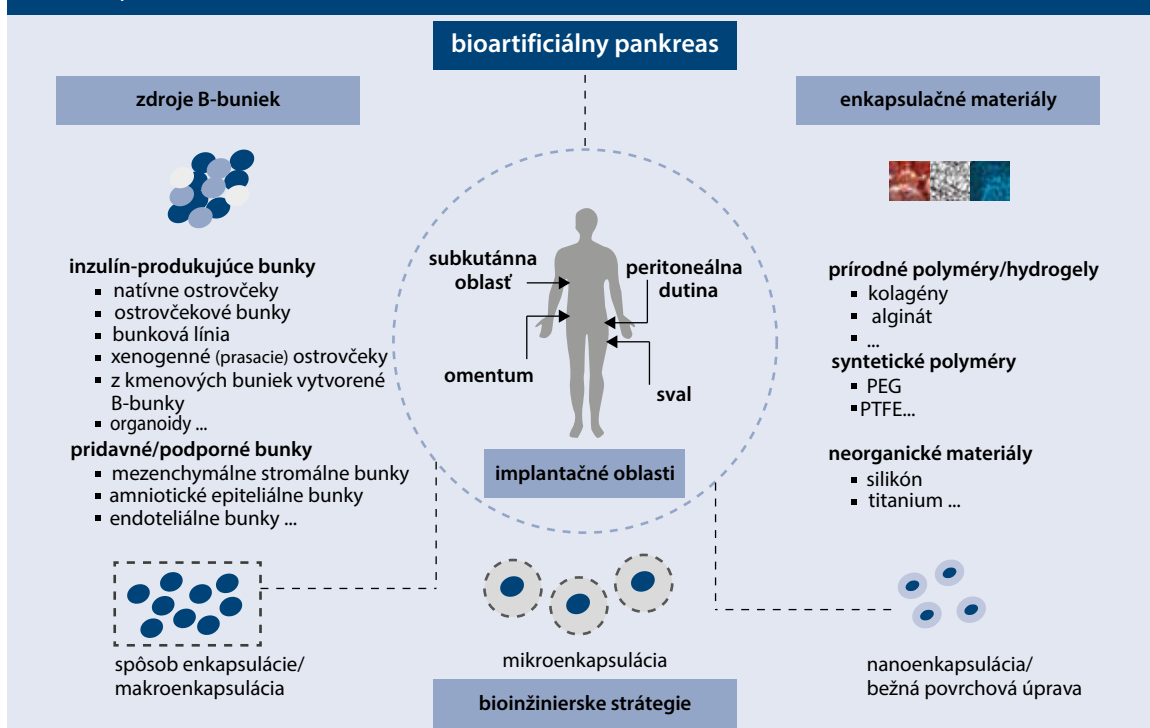 bioartificiálny pankreas
zdroje B-buniek
inzulín-produkujúce bunky
▪ natívne ostrovčeky
▪ ostrovčekové bunky
▪ bunková línia
▪ xenogenné (prasacie) ostrovčeky
▪ z kmenových buniek vytvorené
B-bunky
▪ organoidy ...
pridavné/podporné bunky
▪ mezenchymálne stromálne bunky
▪ amniotické epiteliálne bunky
▪ endoteliálne bunky ...
subkutánna
oblasť
peritoneálna
dutina
omentum
sval
implantačné oblasti
enkapsulačné materiály
prírodné polyméry/hydrogely
▪ kolagény
▪ alginát
▪ ...
syntetické polyméry
▪ PEG
▪ PTFE...
neorganické materiály
▪ silikón
▪ titanium ...
spôsob enkapsulácie/
makroenkapsulácia
mikroenkapsulácia
nanoenkapsulácia/
bežná povrchová úprava
bioinžinierske strátegie